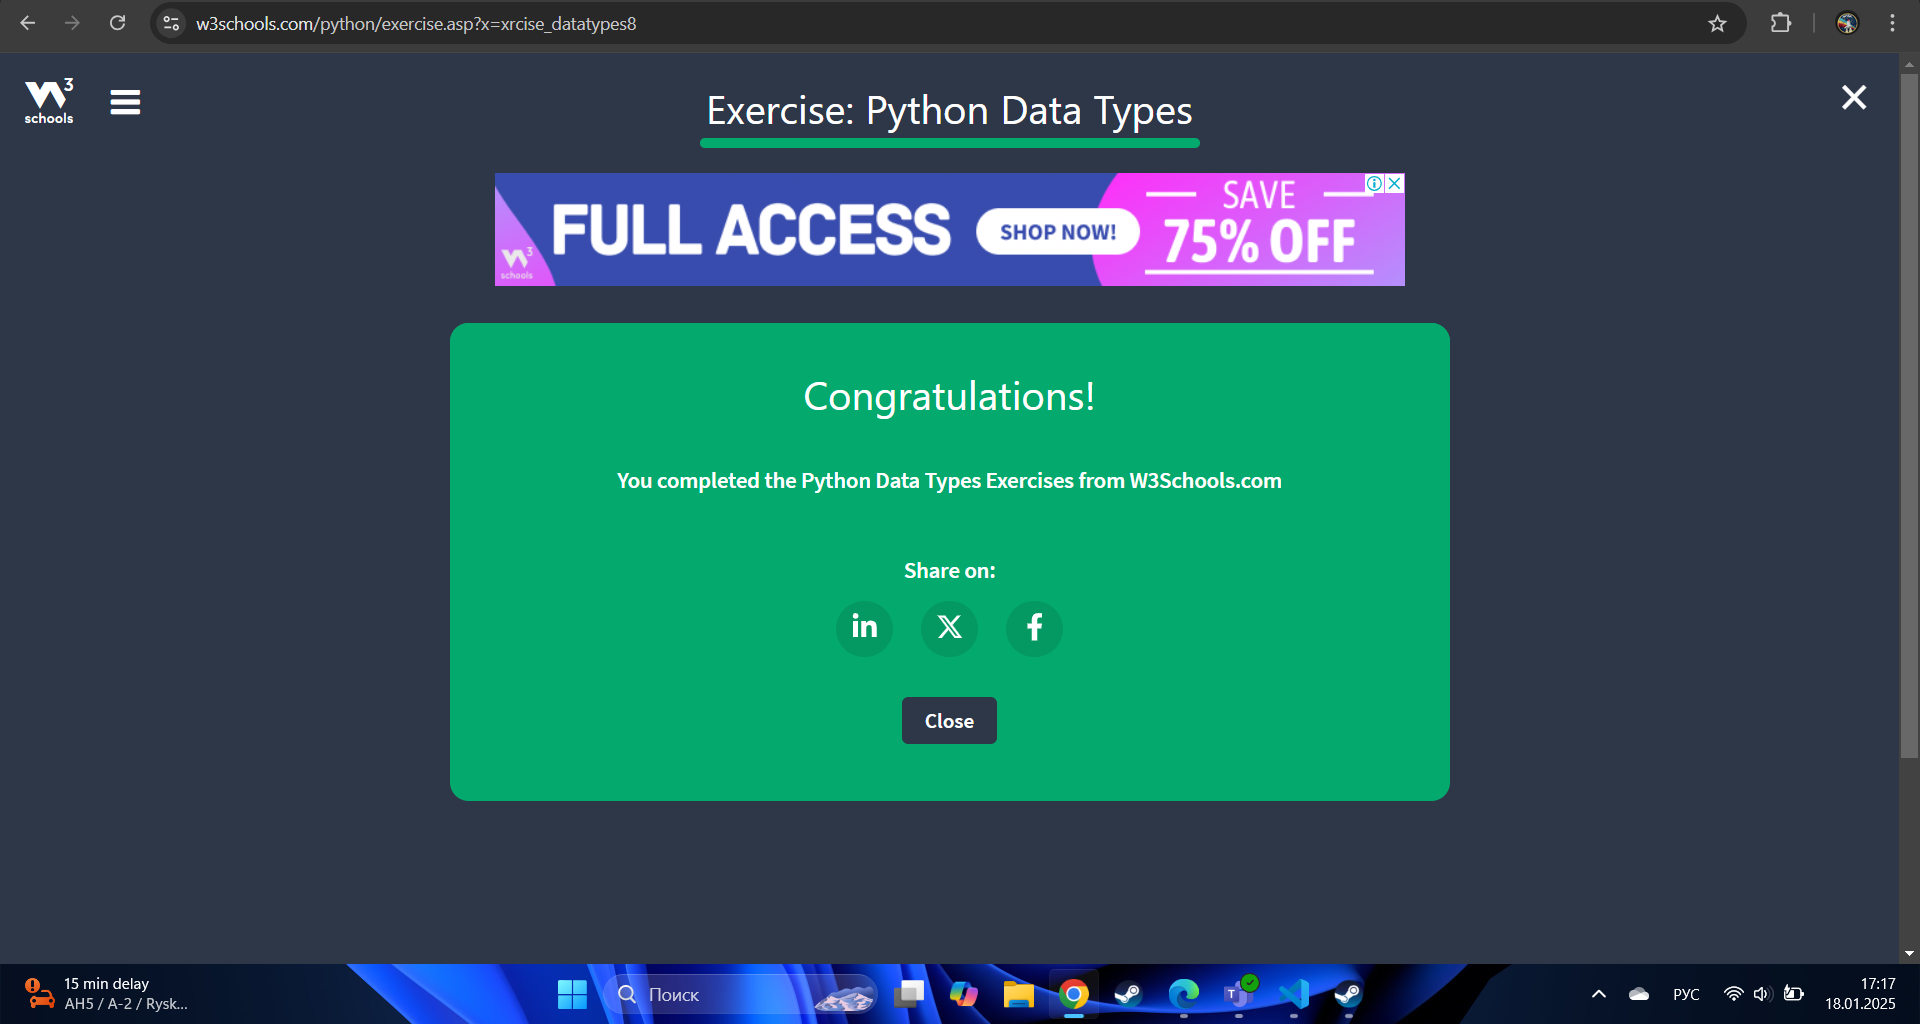 w3schools.com/python/exercise.asp?x=xrcise_datatypes8
W3
schools
Exercise: Python Data Types
W3
schools
FULL ACCESS
SHOP NOW!
SAVE
75% OFF
Congratulations!
You completed the Python Data Types Exercises from W3Schools.com
Share on:
in
X
f
Close
15 min delay
AH5 / A-2 / Rysk...
Поиск
T
РУС
17:17
18.01.2025